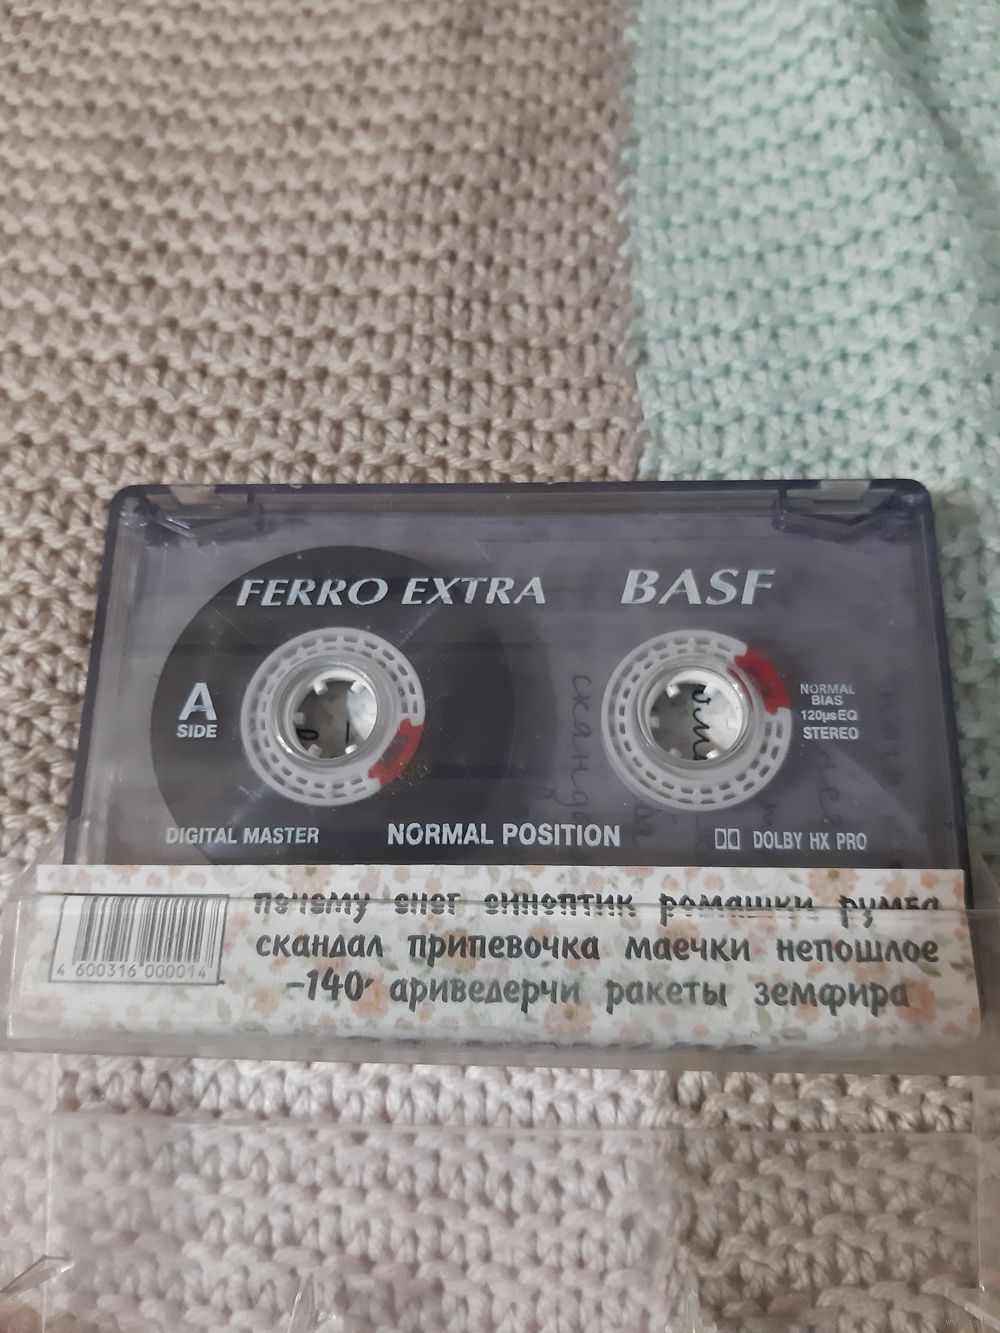 FERRO EXTRA BASF
A
SIDE
NORMAL
BIAS
120µs EQ
STEREO
DIGITAL MASTER NORMAL POSITION DOLBY HX PRO
скандал
почему снег синоптик ромашки румба
скандал припевочка маечки непошлое
-140° ариведерчи ракеты земфира
4 600316 000014